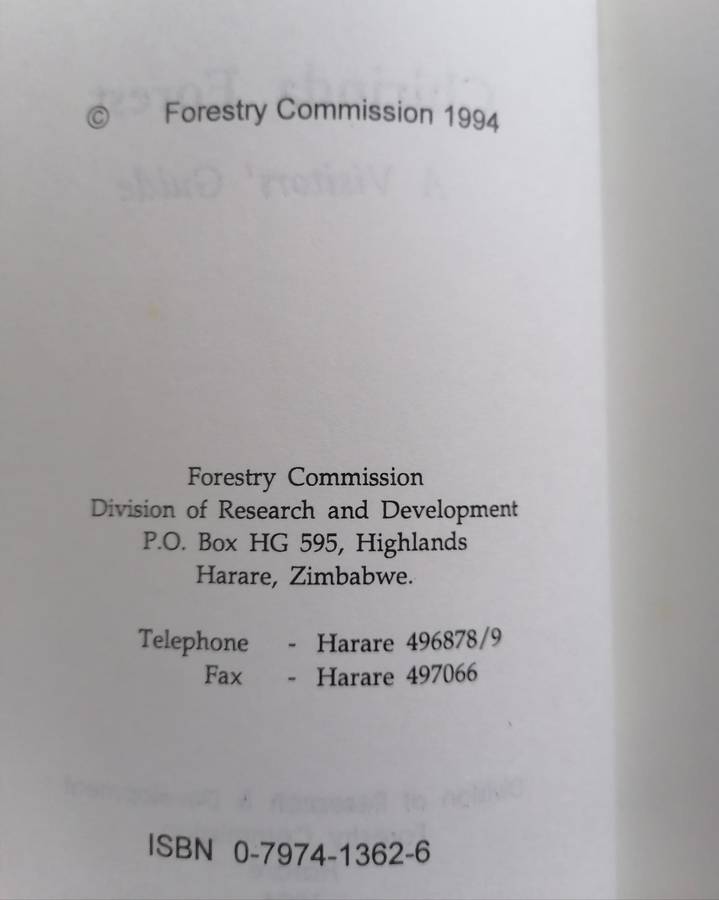 © Forestry Commission 1994
Forestry Commission
Division of Research and Development
P.O. Box HG 595, Highlands
Harare, Zimbabwe.
Telephone - Harare 496878/9
Fax - Harare 497066
ISBN 0-7974-1362-6